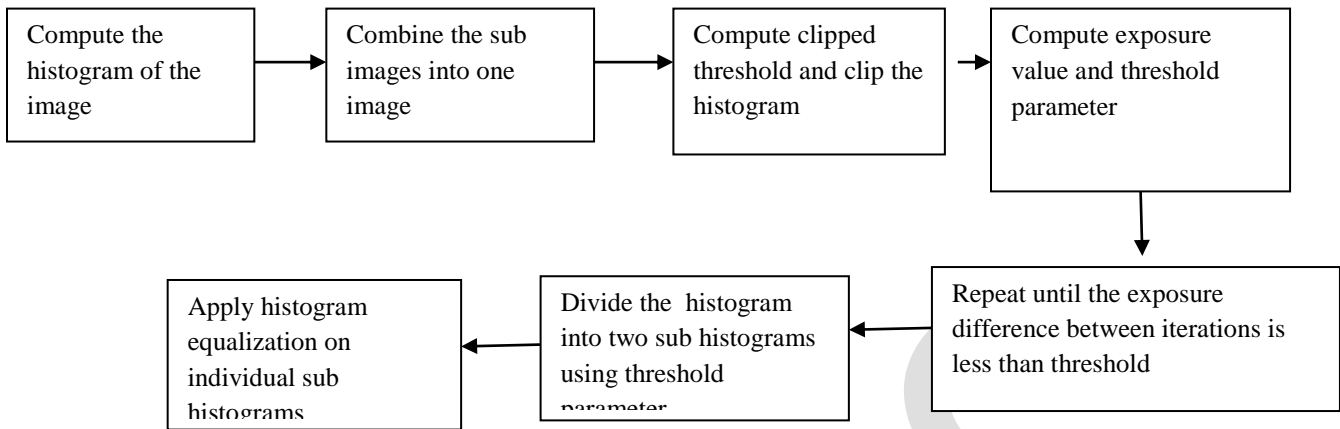 Compute the
histogram of the
image
Combine the sub
images into one
image
Compute clipped
threshold and clip the
histogram
Compute exposure
value and threshold
parameter
Repeat until the exposure
difference between iterations is
less than threshold
Divide the histogram
into two sub histograms
using threshold
parameter
Apply histogram
equalization on
individual sub
histograms